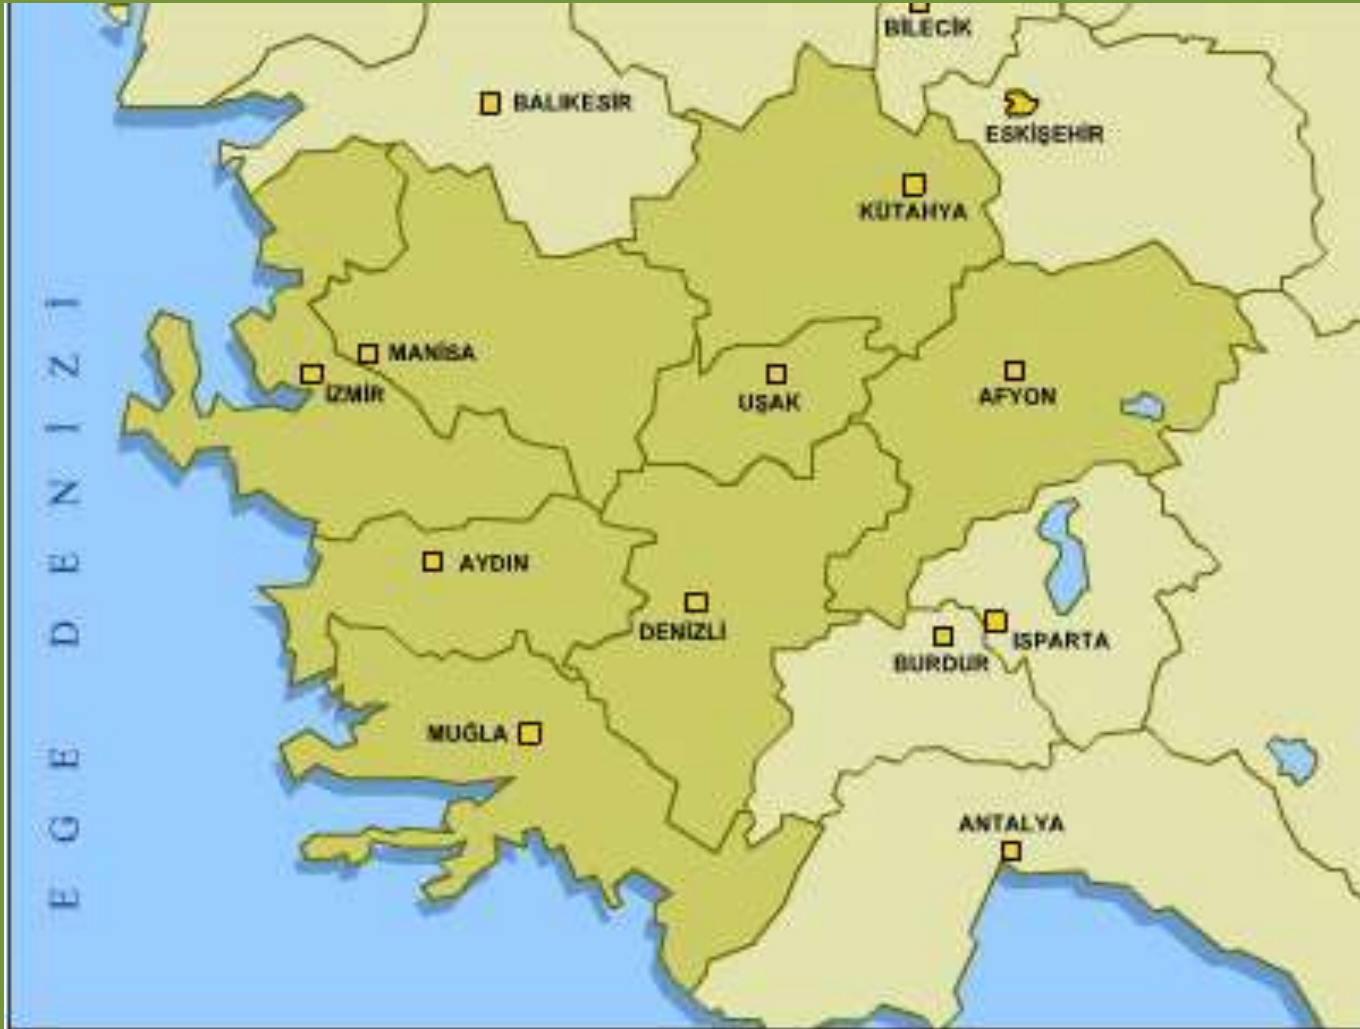 BİLECİK
BALIKESİR
ESKİŞEHİR
KÜTAHYA
MANİSA
İZMİR
UŞAK
AFYON
AYDIN
DENİZLİ
ISPARTA
BURDUR
MUĞLA
ANTALYA
EGE DENİZİ